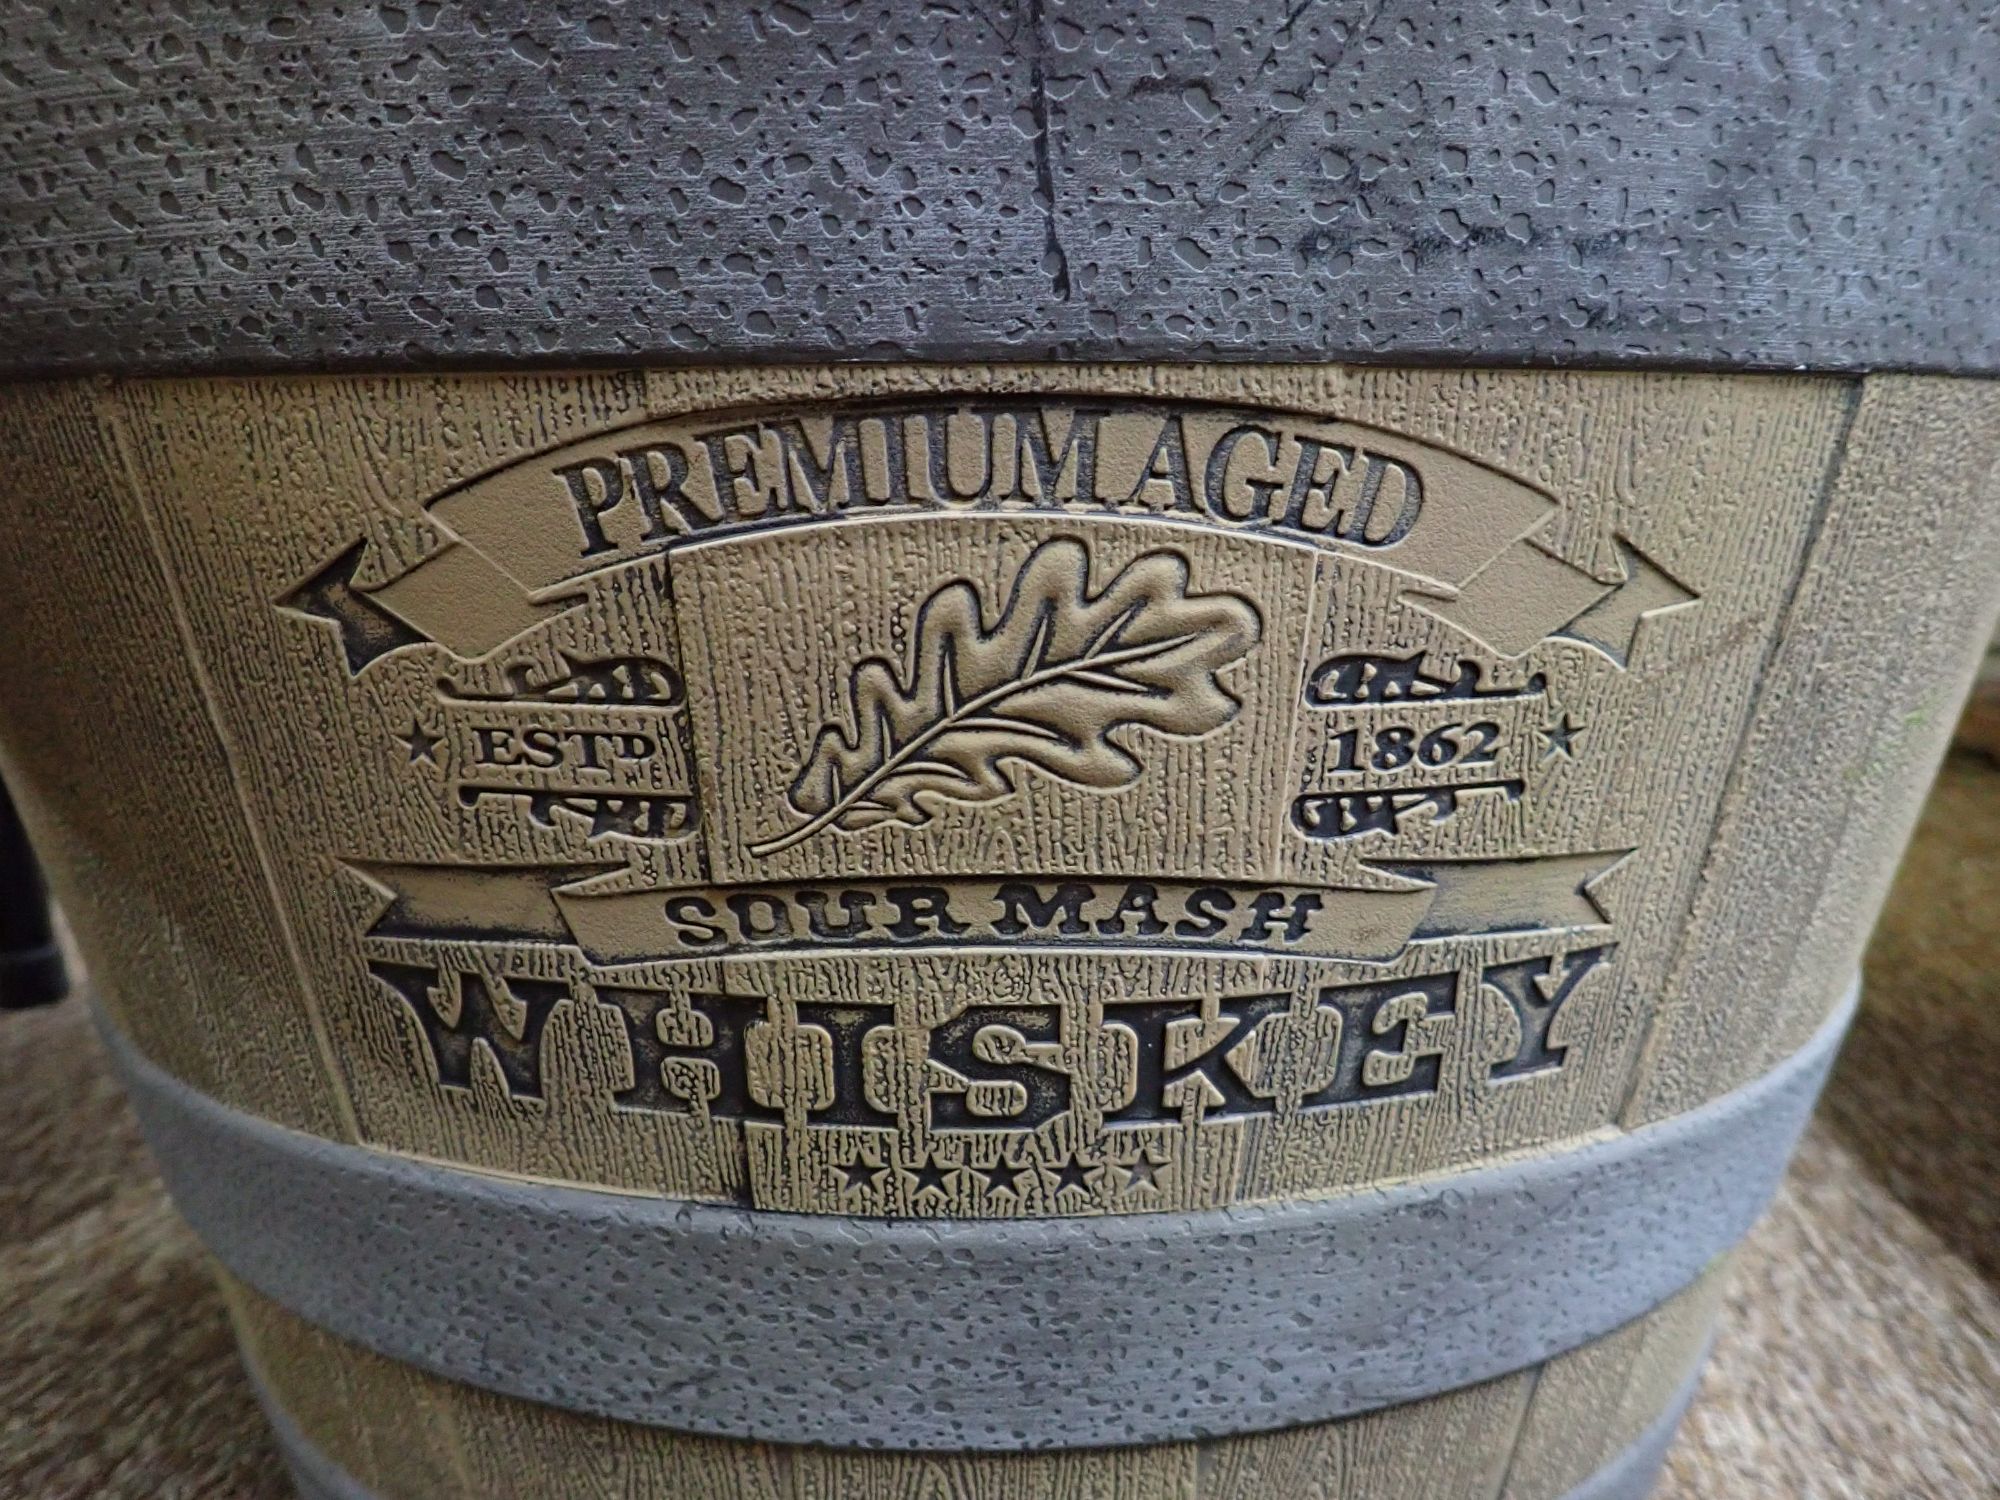 PREMIUM AGED
ESTD 1862
SOUR MASH
WHISKEY